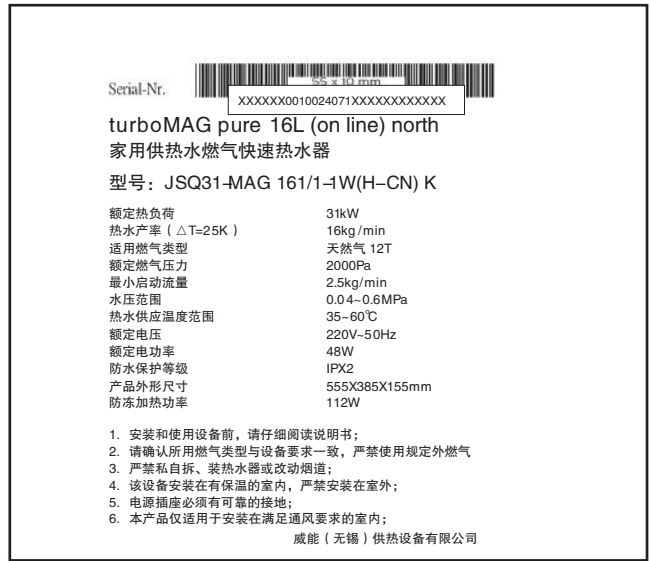 55 x 10 mm
Serial-Nr.
XXXXXX0010024071XXXXXXXXXXXX
turboMAG pure 16L (on line) north
家用供热水燃气快速热水器
型号：JSQ31-MAG 161/1-1W(H-CN) K
额定热负荷 31kW
热水产率（△T=25K） 16kg/min
适用燃气类型 天然气 12T
额定燃气压力 2000Pa
最小启动流量 2.5kg/min
水压范围 0.04~0.6MPa
热水供应温度范围 35~60℃
额定电压 220V~50Hz
额定电功率 48W
防水保护等级 IPX2
产品外形尺寸 555X385X155mm
防冻加热功率 112W
1. 安装和使用设备前，请仔细阅读说明书；
2. 请确认所用燃气类型与设备要求一致，严禁使用规定外燃气
3. 严禁私自拆、装热水器或改动烟道；
4. 该设备安装在有保温的室内，严禁安装在室外；
5. 电源插座必须有可靠的接地；
6. 本产品仅适用于安装在满足通风要求的室内；
威能（无锡）供热设备有限公司